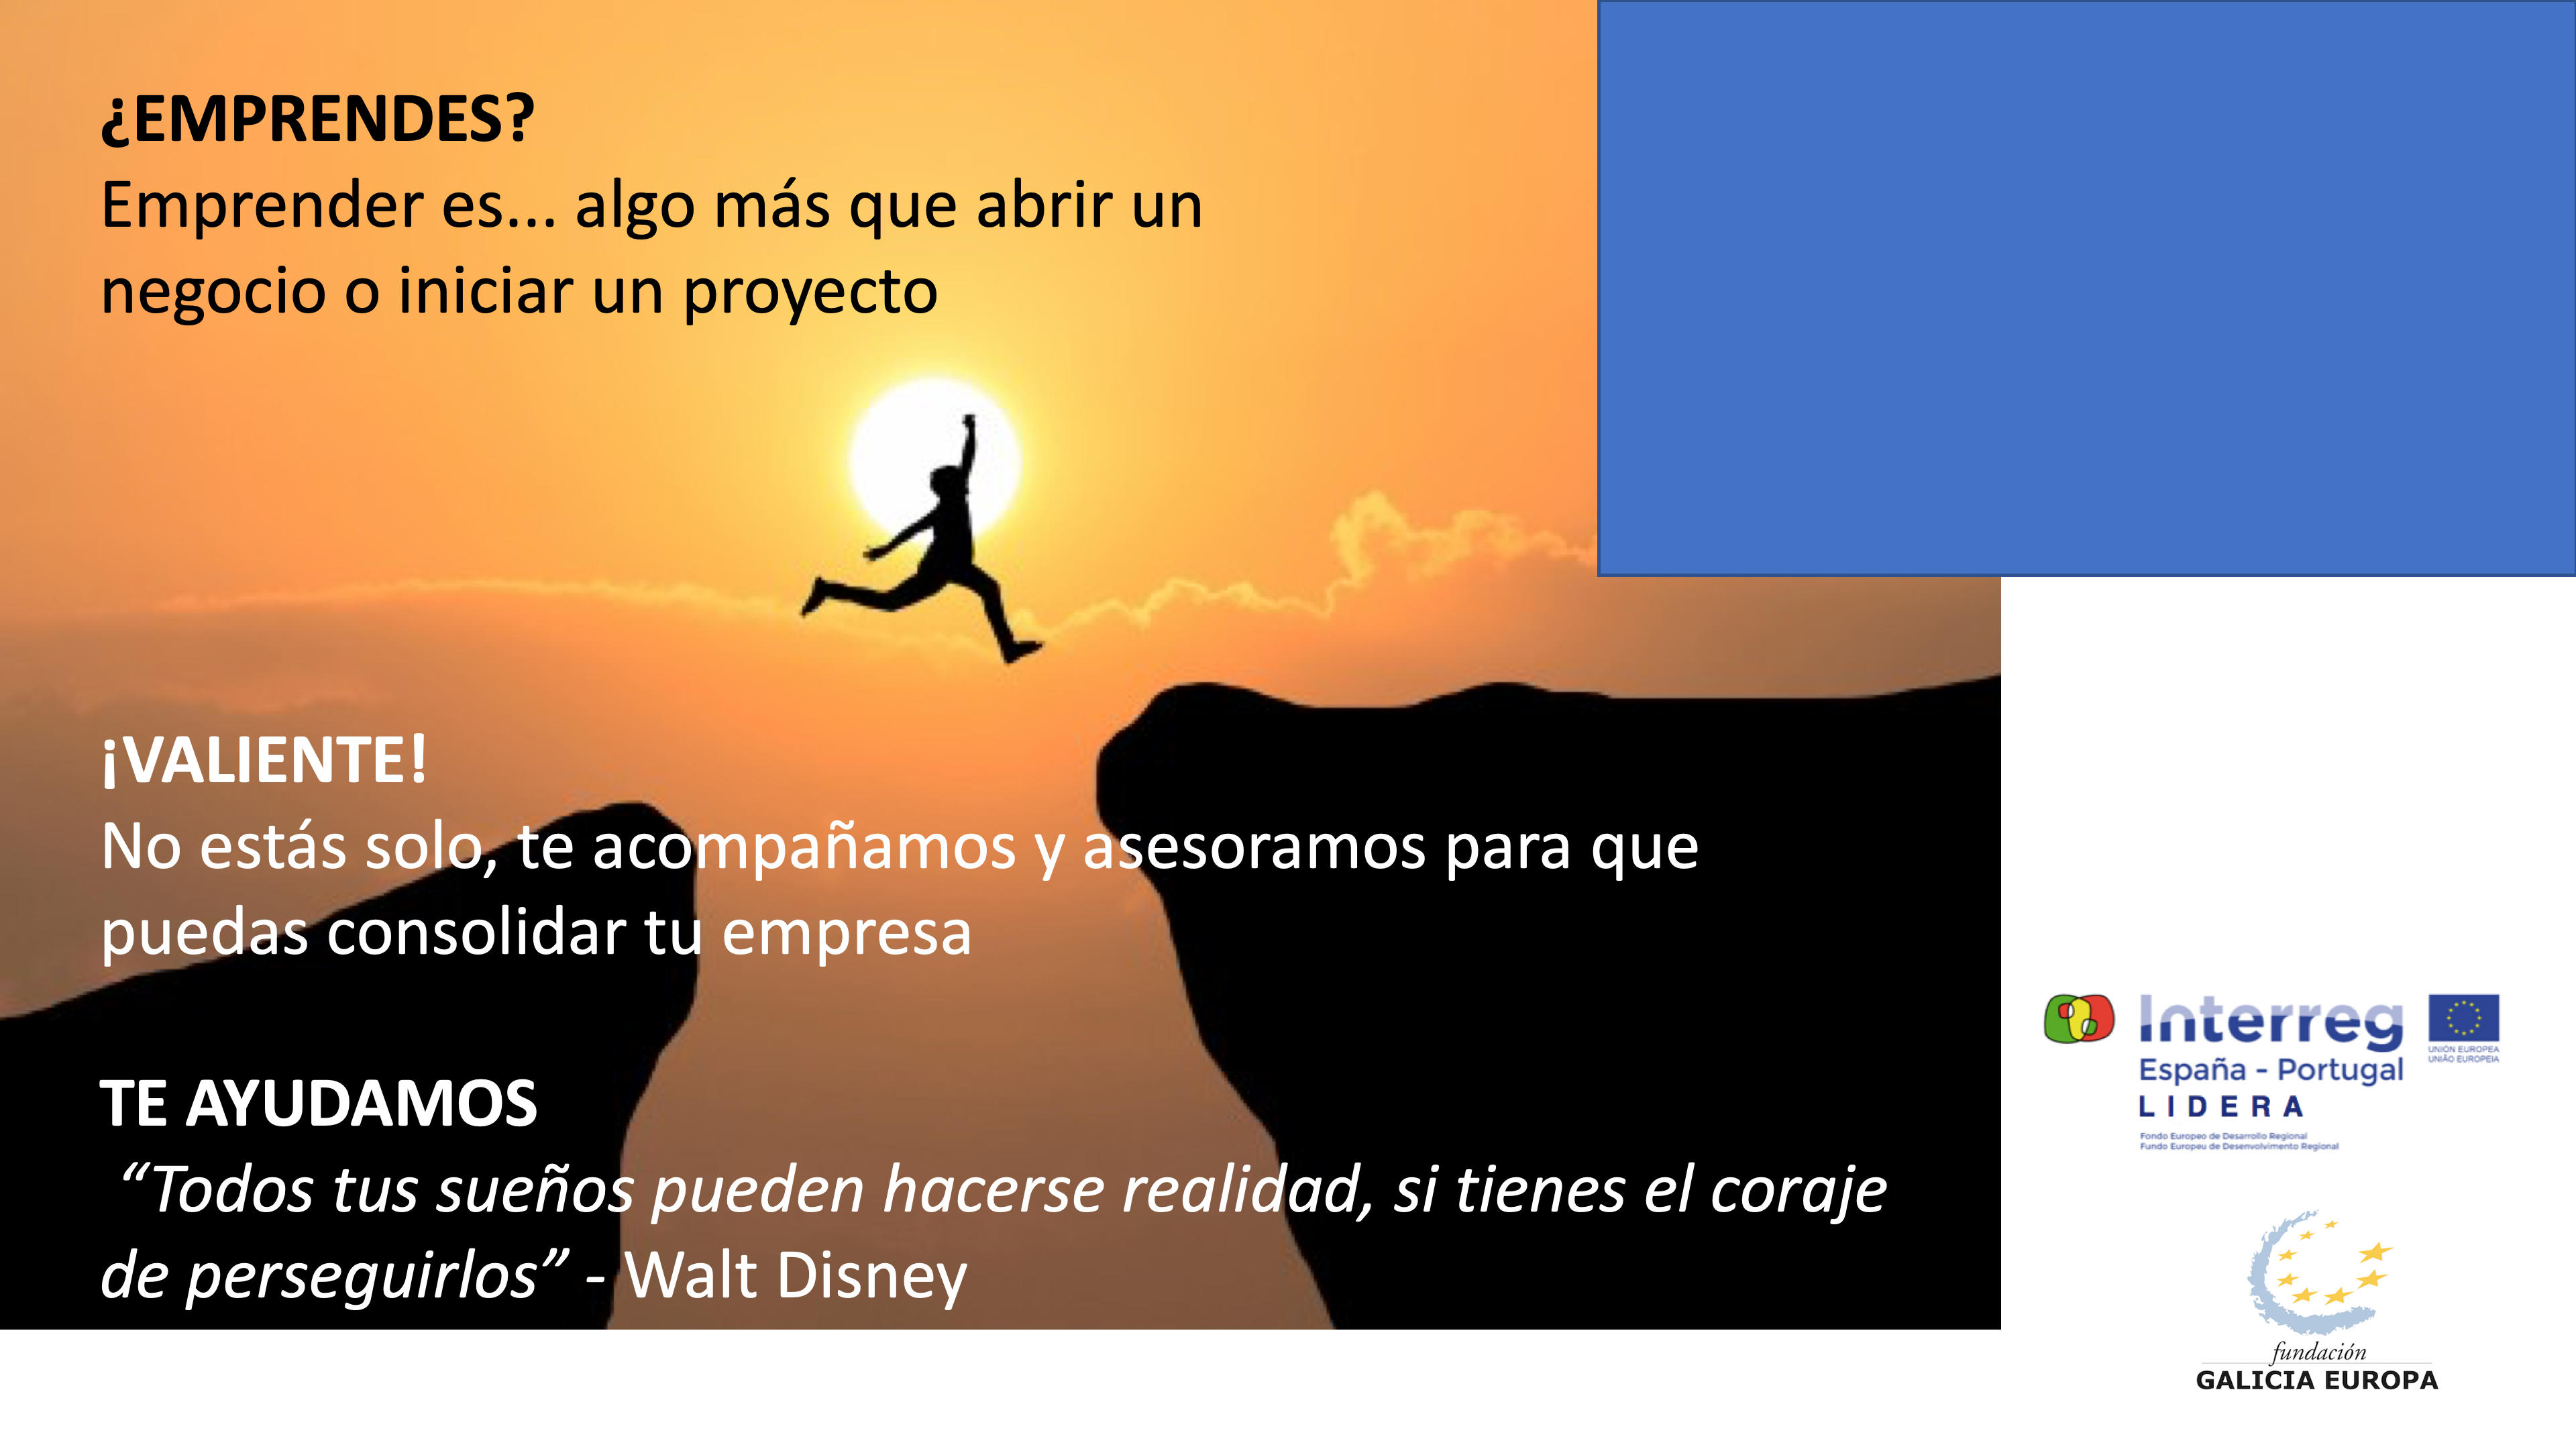 ¿EMPRENDES?
Emprender es... algo más que abrir un
negocio o iniciar un proyecto
¡VALIENTE!
No estás solo, te acompañamos y asesoramos para que
puedas consolidar tu empresa
TE AYUDAMOS
“Todos tus sueños pueden hacerse realidad, si tienes el coraje
de perseguirlos” - Walt Disney
Interreg
España - Portugal
LIDERA
UNIÓN EUROPEA
UNIÃO EUROPEIA
Fondo Europeo de Desarrollo Regional
Fundo Europeu de Desenvolvimento Regional
fundación
GALICIA EUROPA